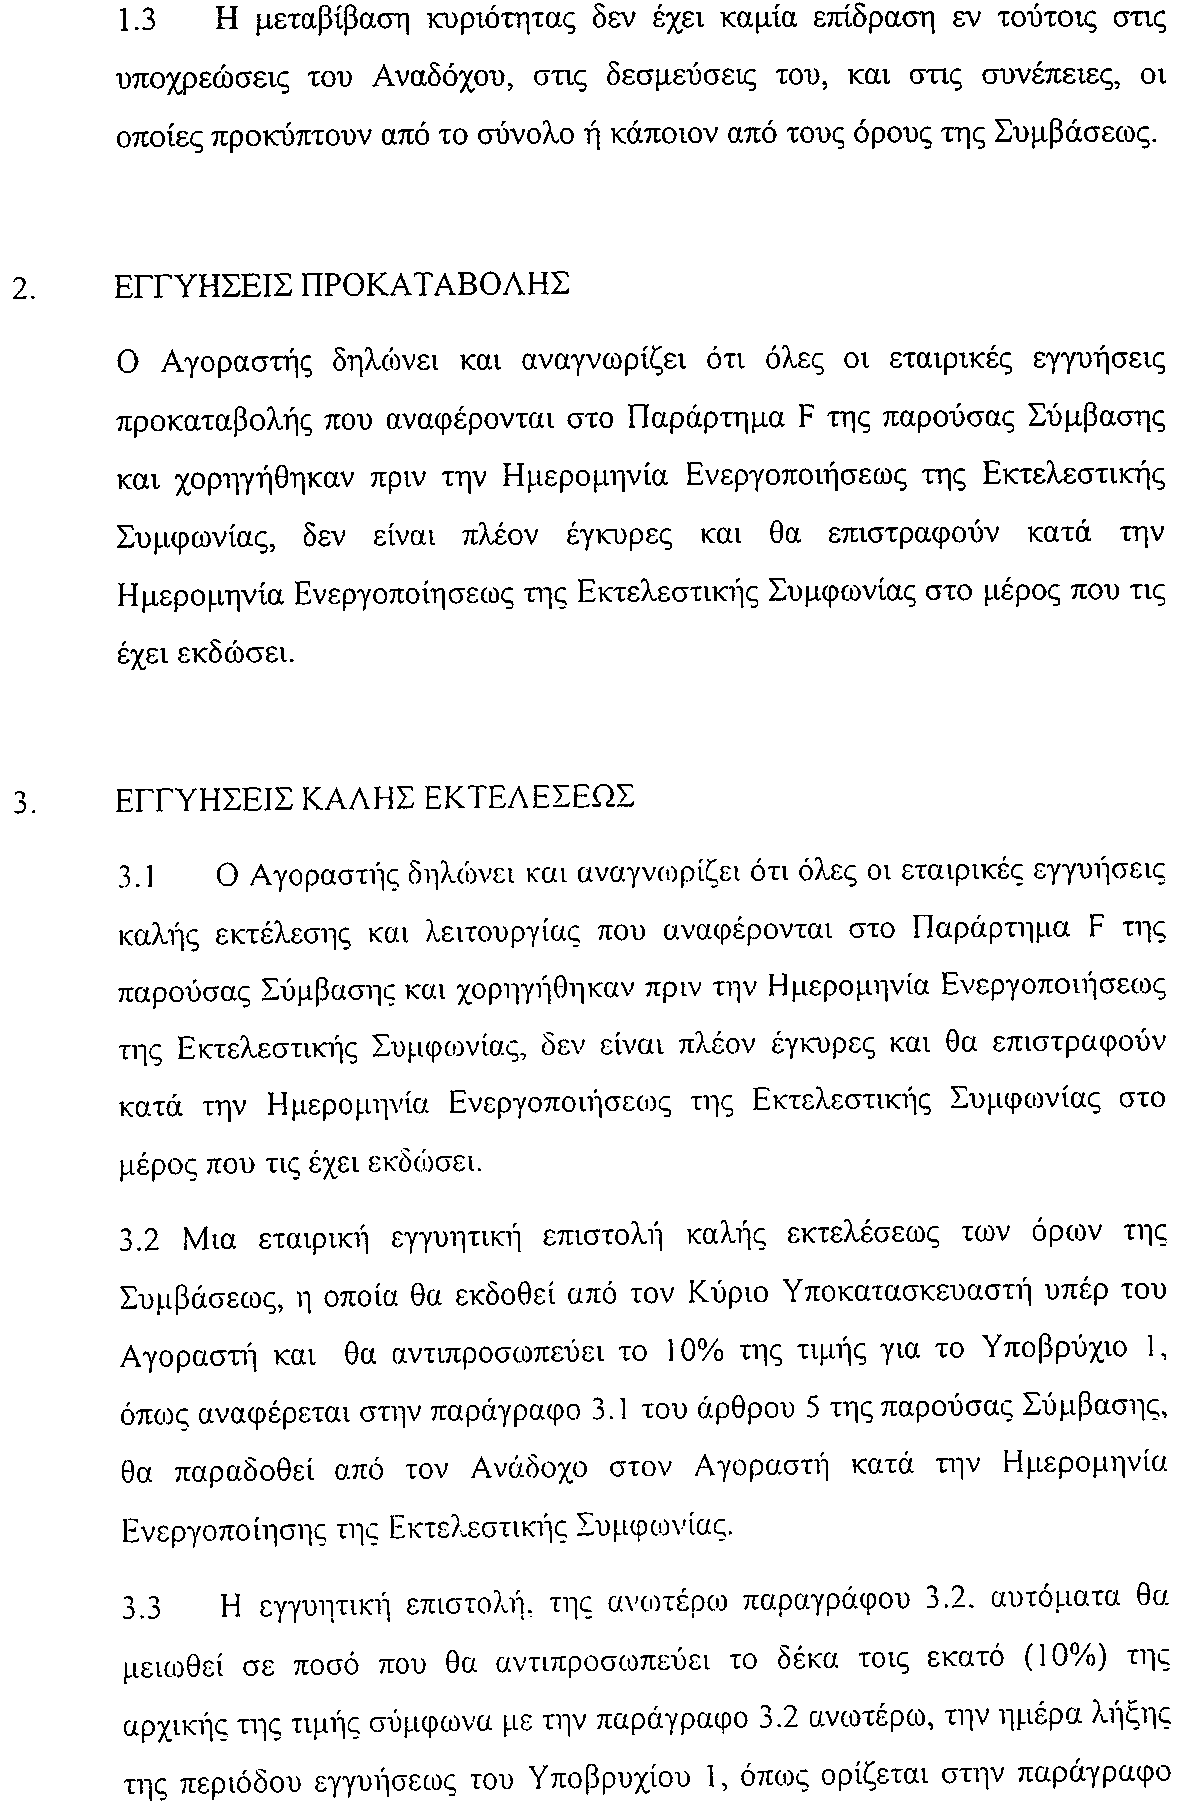 1.3 Η μεταβίβαση κυριότητας δεν έχει καμία επίδραση εν τούτοις στις
υποχρεώσεις του Αναδόχου, στις δεσμεύσεις του, και στις συνέπειες, οι
οποίες προκύπτουν από το σύνολο ή κάποιον από τους όρους της Συμβάσεως.
2. ΕΓΓΥΗΣΕΙΣ ΠΡΟΚΑΤΑΒΟΛΗΣ
Ο Αγοραστής δηλώνει και αναγνωρίζει ότι όλες οι εταιρικές εγγυήσεις
προκαταβολής που αναφέρονται στο Παράρτημα F της παρούσας Σύμβασης
και χορηγήθηκαν πριν την Ημερομηνία Ενεργοποιήσεως της Εκτελεστικής
Συμφωνίας, δεν είναι πλέον έγκυρες και θα επιστραφούν κατά την
Ημερομηνία Ενεργοποίησεως της Εκτελεστικής Συμφωνίας στο μέρος που τις
έχει εκδώσει.
3. ΕΓΓΥΗΣΕΙΣ ΚΑΛΗΣ ΕΚΤΕΛΕΣΕΩΣ
3.1 Ο Αγοραστής δηλώνει και αναγνωρίζει ότι όλες οι εταιρικές εγγυήσεις
καλής εκτέλεσης και λειτουργίας που αναφέρονται στο Παράρτημα F της
παρούσας Σύμβασης και χορηγήθηκαν πριν την Ημερομηνία Ενεργοποιήσεως
της Εκτελεστικής Συμφωνίας, δεν είναι πλέον έγκυρες και θα επιστραφούν
κατά την Ημερομηνία Ενεργοποιήσεως της Εκτελεστικής Συμφωνίας στο
μέρος που τις έχει εκδώσει.
3.2 Μια εταιρική εγγυητική επιστολή καλής εκτελέσεως των όρων της
Συμβάσεως, η οποία θα εκδοθεί από τον Κύριο Υποκατασκευαστή υπέρ του
Αγοραστή και θα αντιπροσωπεύει το 10% της τιμής για το Υποβρύχιο 1,
όπως αναφέρεται στην παράγραφο 3.1 του άρθρου 5 της παρούσας Σύμβασης,
θα παραδοθεί από τον Ανάδοχο στον Αγοραστή κατά την Ημερομηνία
Ενεργοποίησης της Εκτελεστικής Συμφωνίας.
3.3 Η εγγυητική επιστολή, της ανωτέρω παραγράφου 3.2. αυτόματα θα
μειωθεί σε ποσό που θα αντιπροσωπεύει το δέκα τοις εκατό (10%) της
αρχικής της τιμής σύμφωνα με την παράγραφο 3.2 ανωτέρω, την ημέρα λήξης
της περιόδου εγγυήσεως του Υποβρυχίου 1, όπως ορίζεται στην παράγραφο